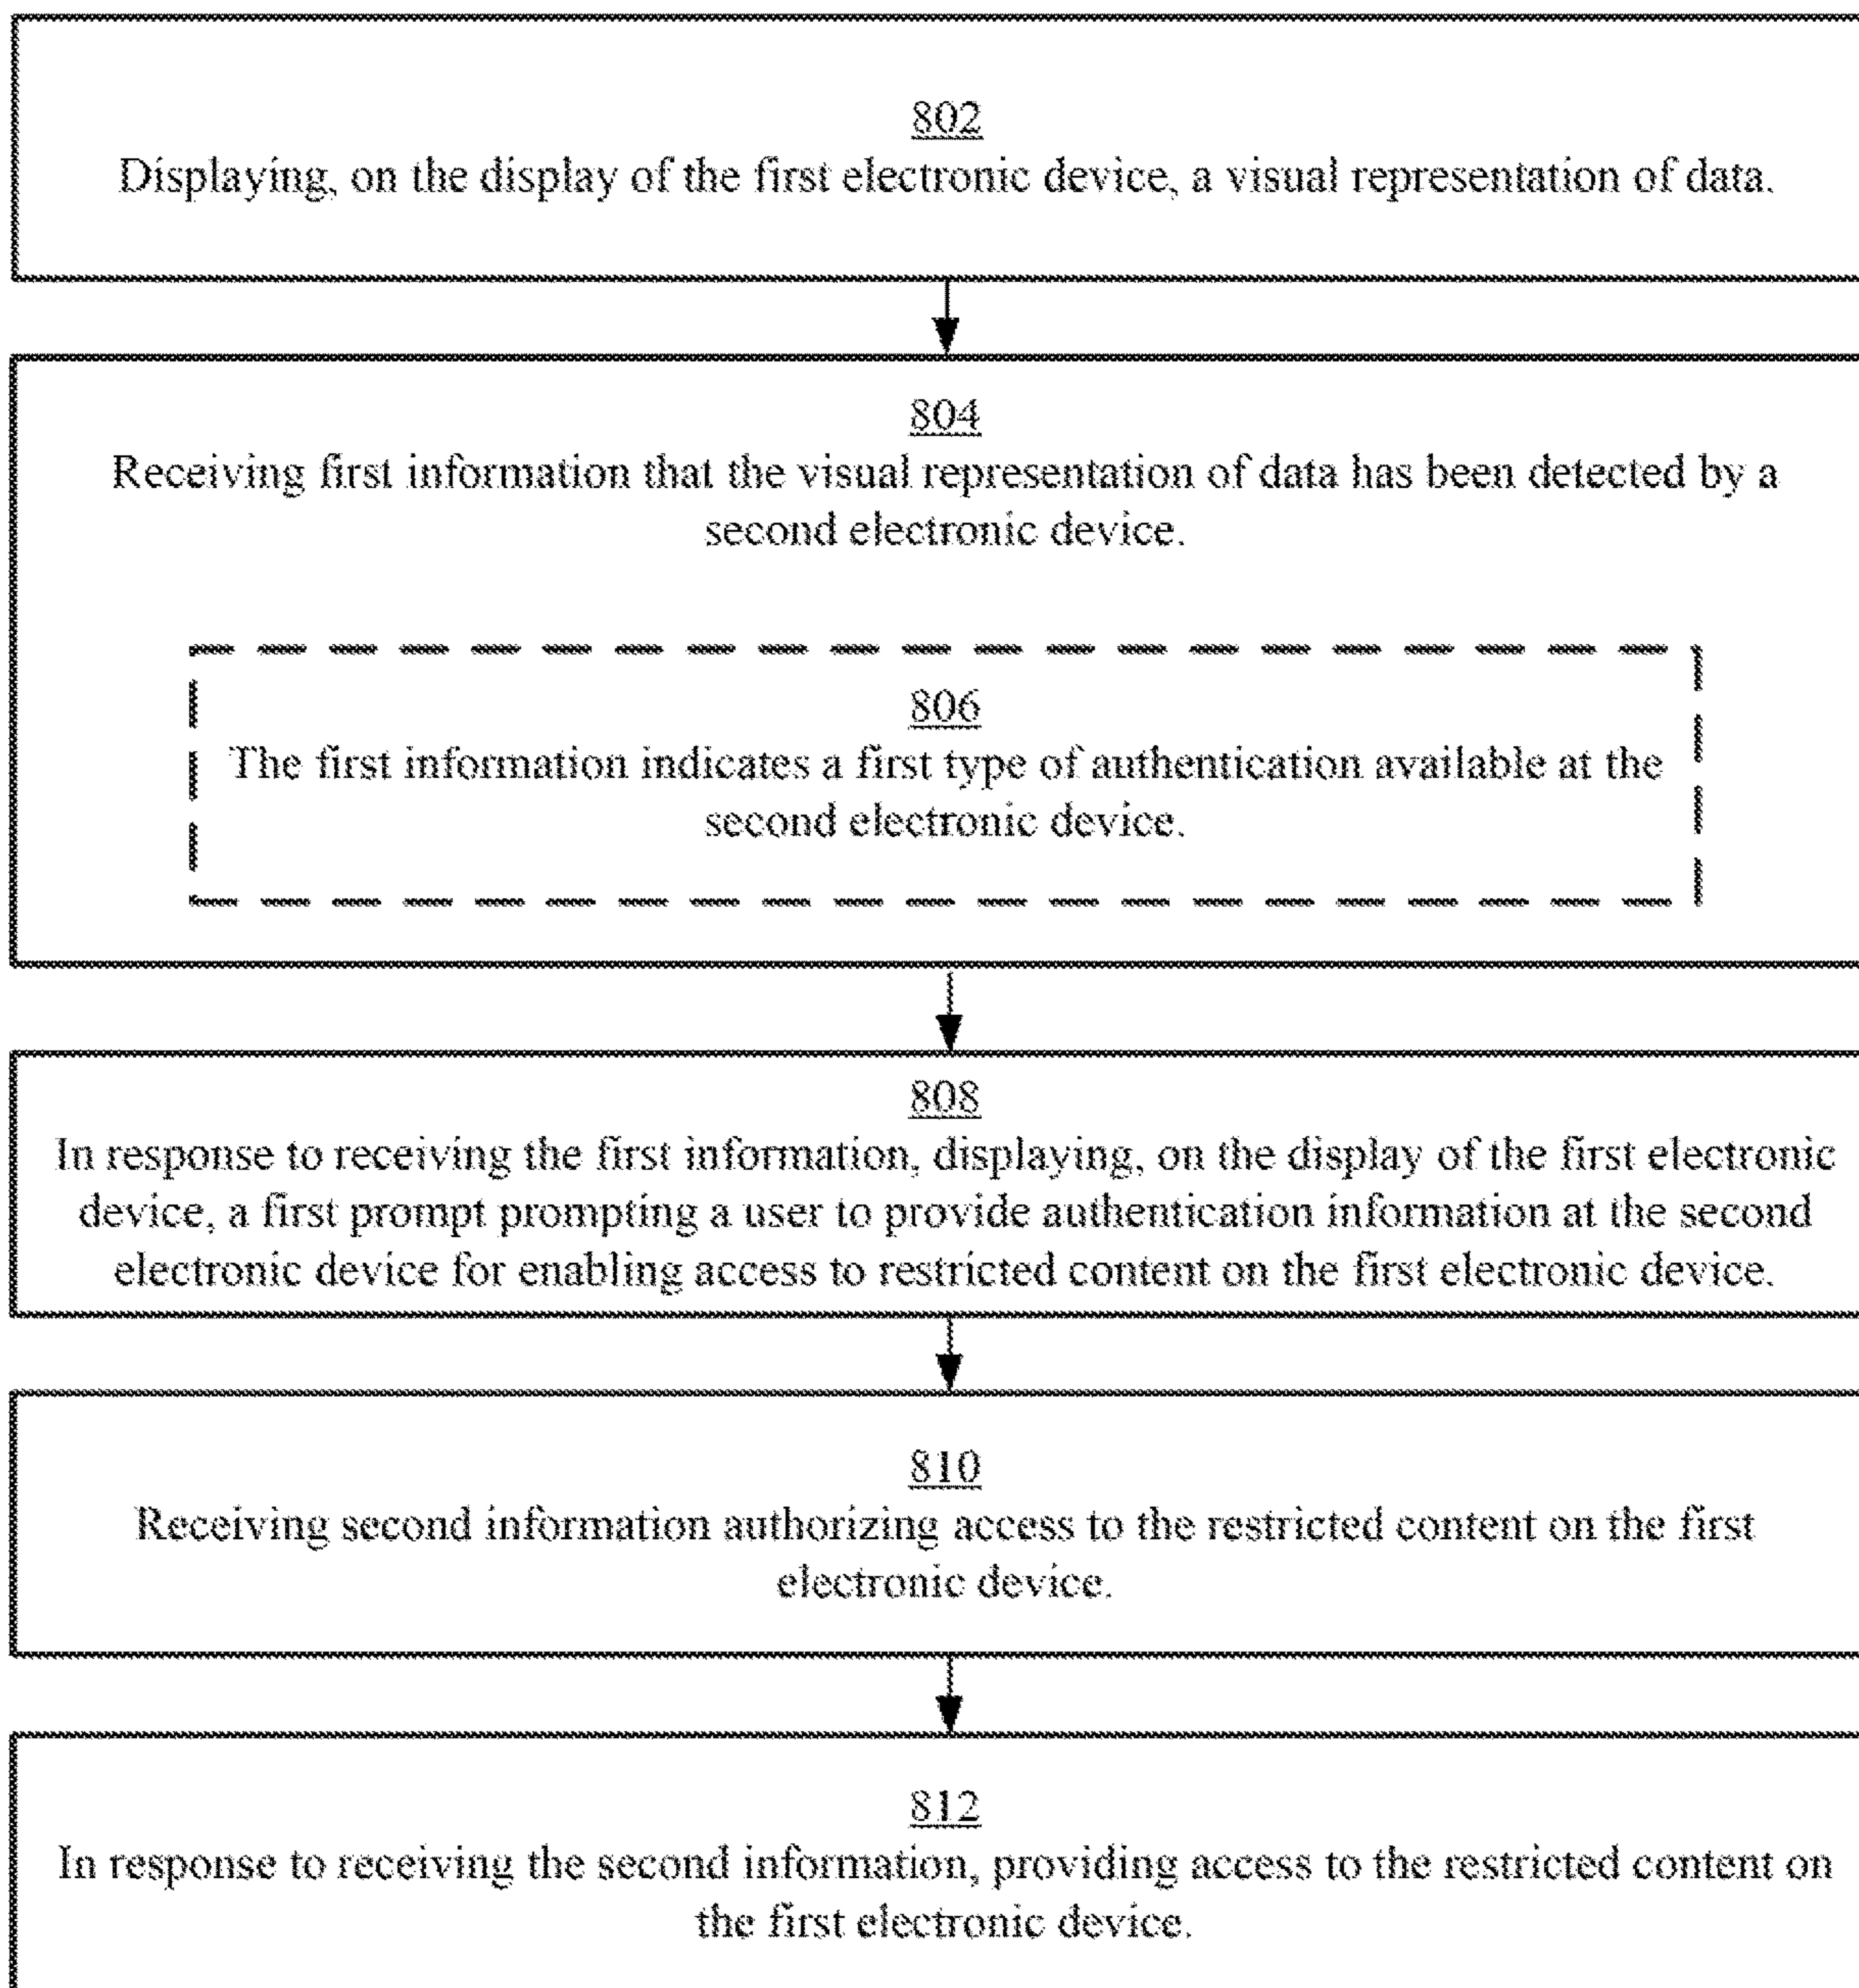 802
Displaying, on the display of the first electronic device, a visual representation of data.
804
Receiving first information that the visual representation of data has been detected by a
second electronic device.
806
The first information indicates a first type of authentication available at the
second electronic device.
808
In response to receiving the first information, displaying, on the display of the first electronic
device, a first prompt prompting a user to provide authentication information at the second
electronic device for enabling access to restricted content on the first electronic device.
810
Receiving second information authorizing access to the restricted content on the first
electronic device.
812
In response to receiving the second information, providing access to the restricted content on
the first electronic device.